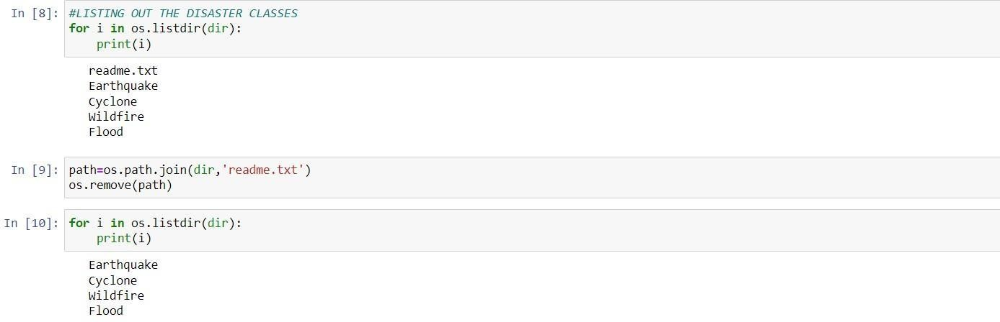 In [8]: #LISTING OUT THE DISASTER CLASSES
for i in os.listdir(dir):
    print(i)
readme.txt
Earthquake
Cyclone
Wildfire
Flood
In [9]: path=os.path.join(dir,'readme.txt')
os.remove(path)
In [10]: for i in os.listdir(dir):
    print(i)
Earthquake
Cyclone
Wildfire
Flood